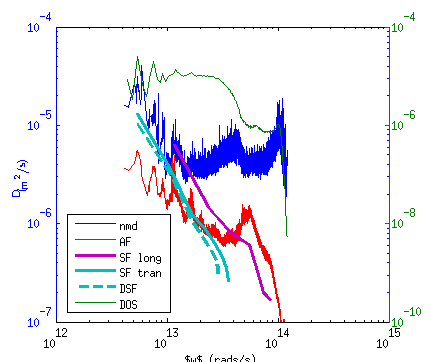 10^-4
10^-4
10^-5
10^-6
D (m^2/s)
10^-6
10^-8
nmd
AF
SF long
SF tran
DSF
DOS
10^-7
10^-10
10^12
10^13
10^14
10^15
$w$ (rads/s)